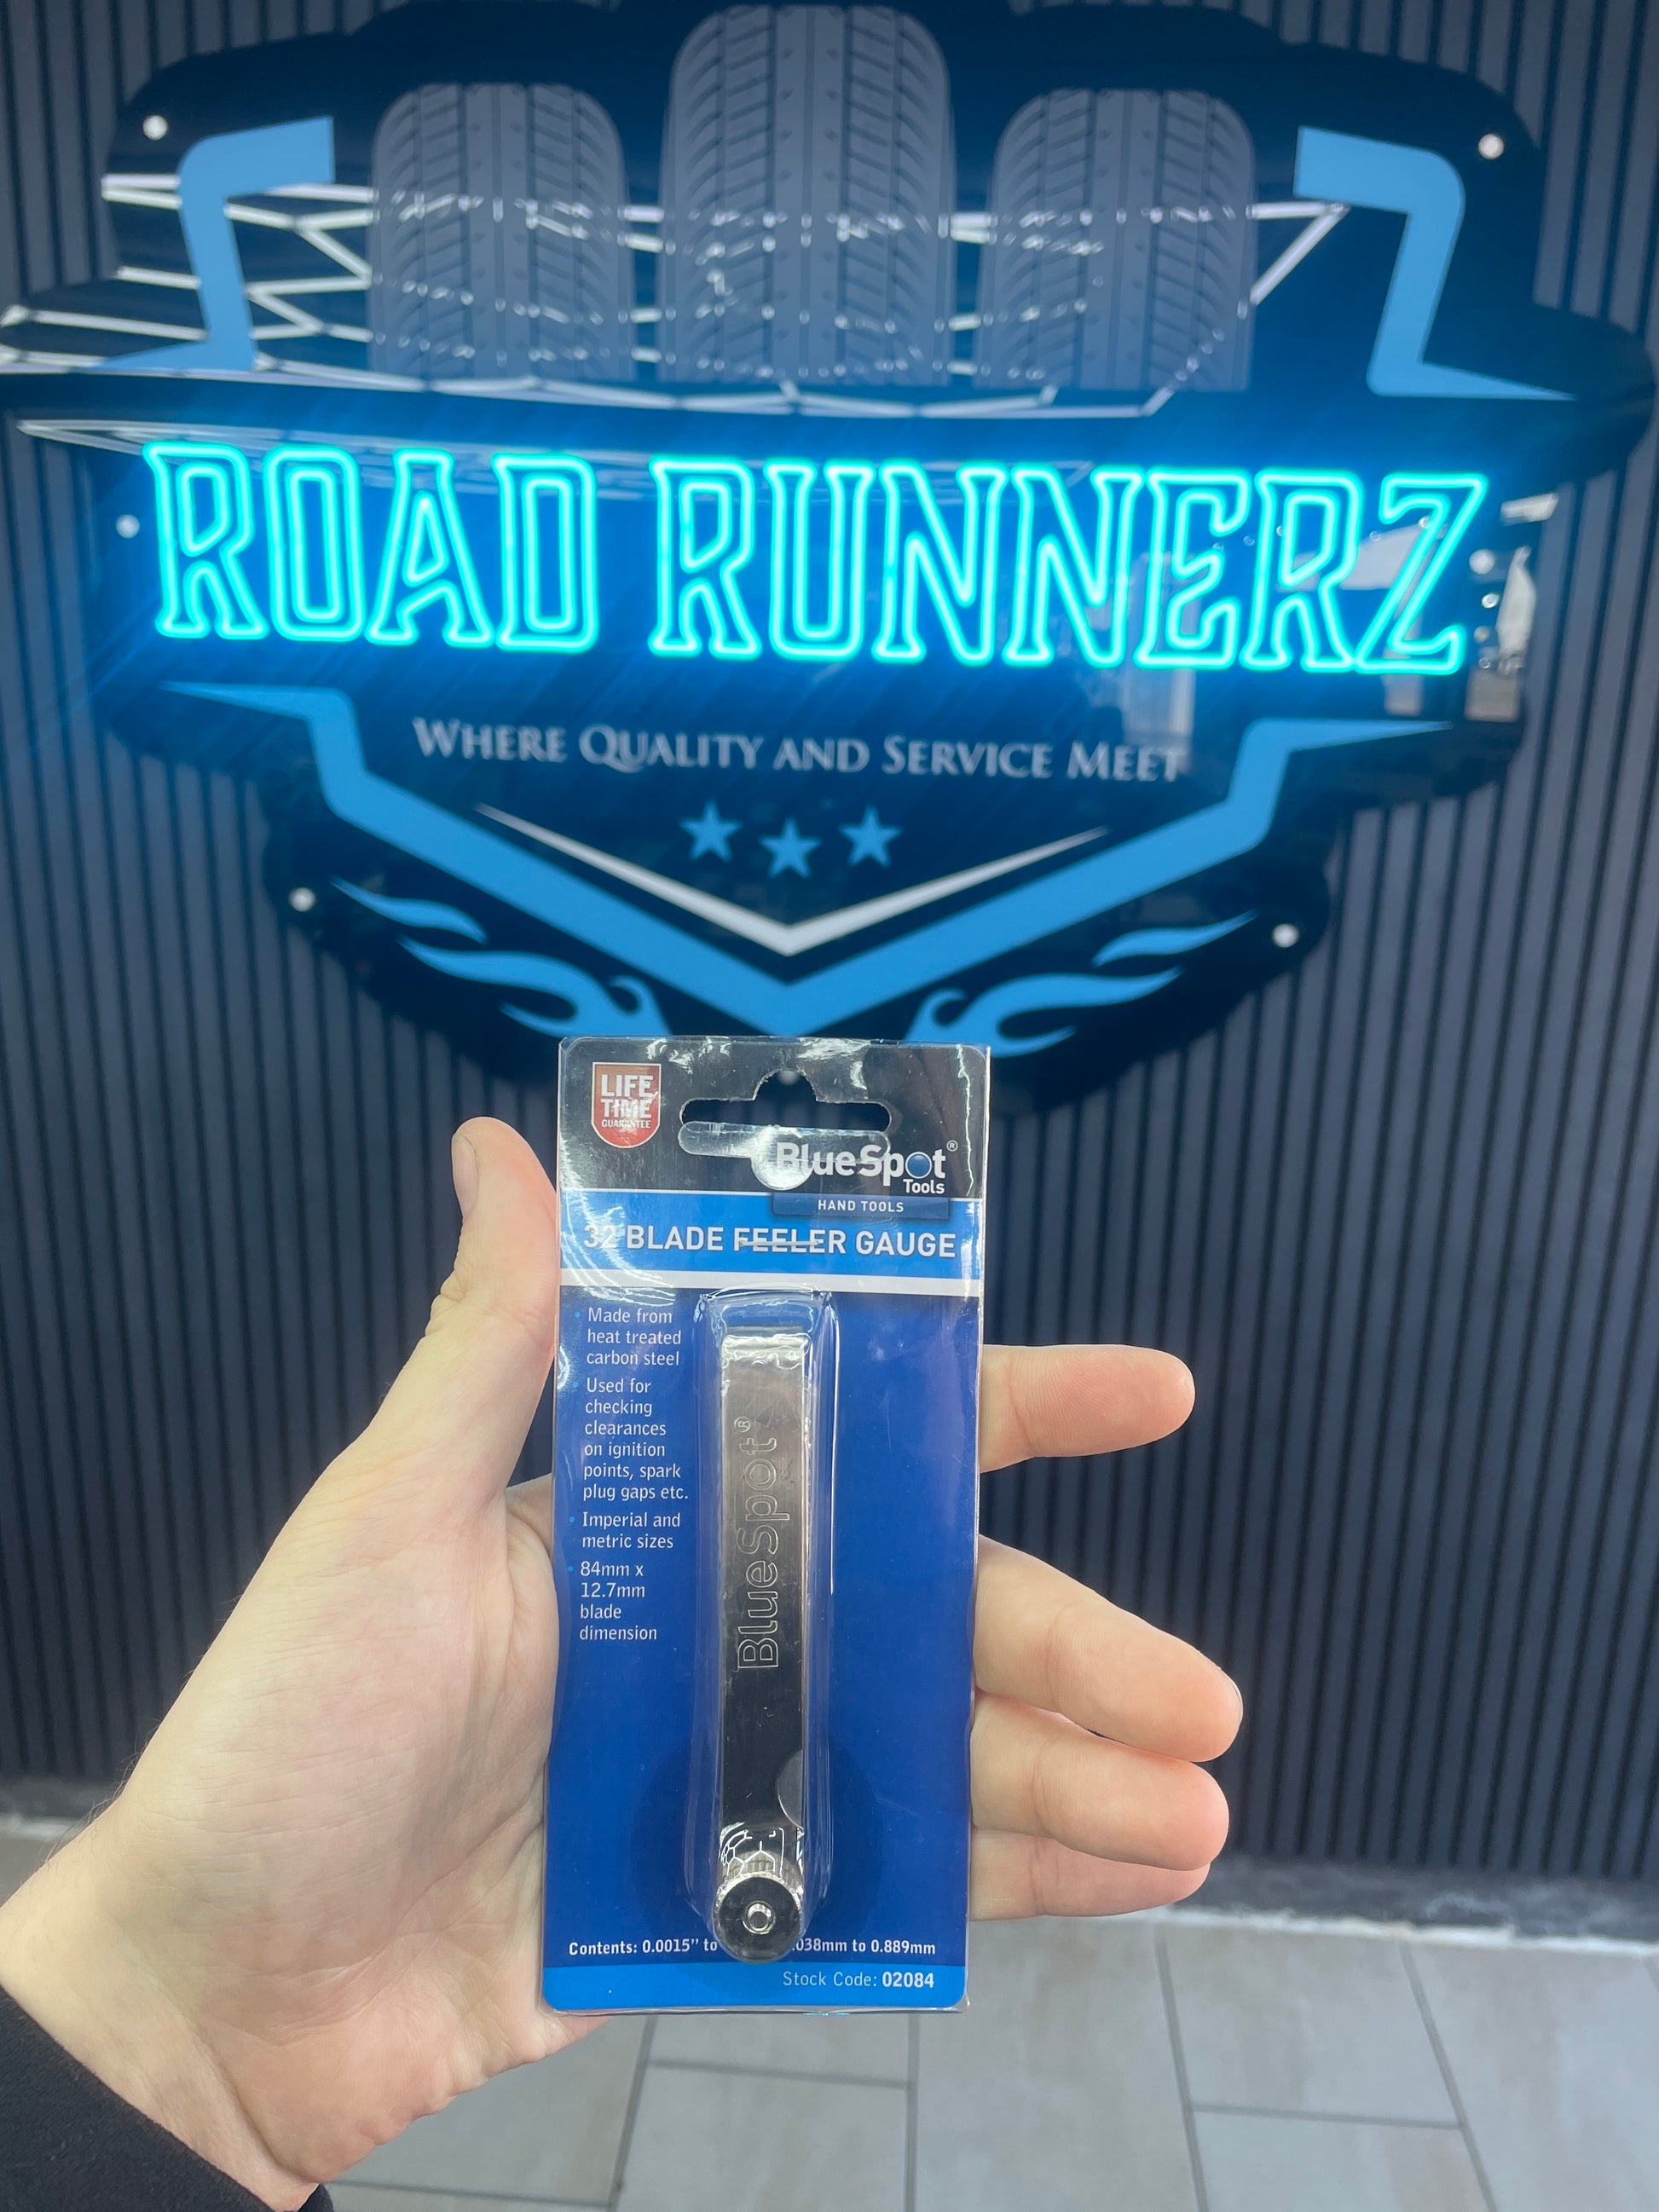 ROAD RUNNERZ
WHERE QUALITY AND SERVICE MEET
LIFE
TIME
GUARANTEE
BlueSpot®
Tools
HAND TOOLS
32 BLADE FEELER GAUGE
• Made from
heat treated
carbon steel
• Used for
checking
clearances
on ignition
points, spark
plug gaps etc.
• Imperial and
metric sizes
• 84mm x
12.7mm
blade
dimension
BlueSpot®
Contents: 0.0015” to .038mm to 0.889mm
Stock Code: 02084